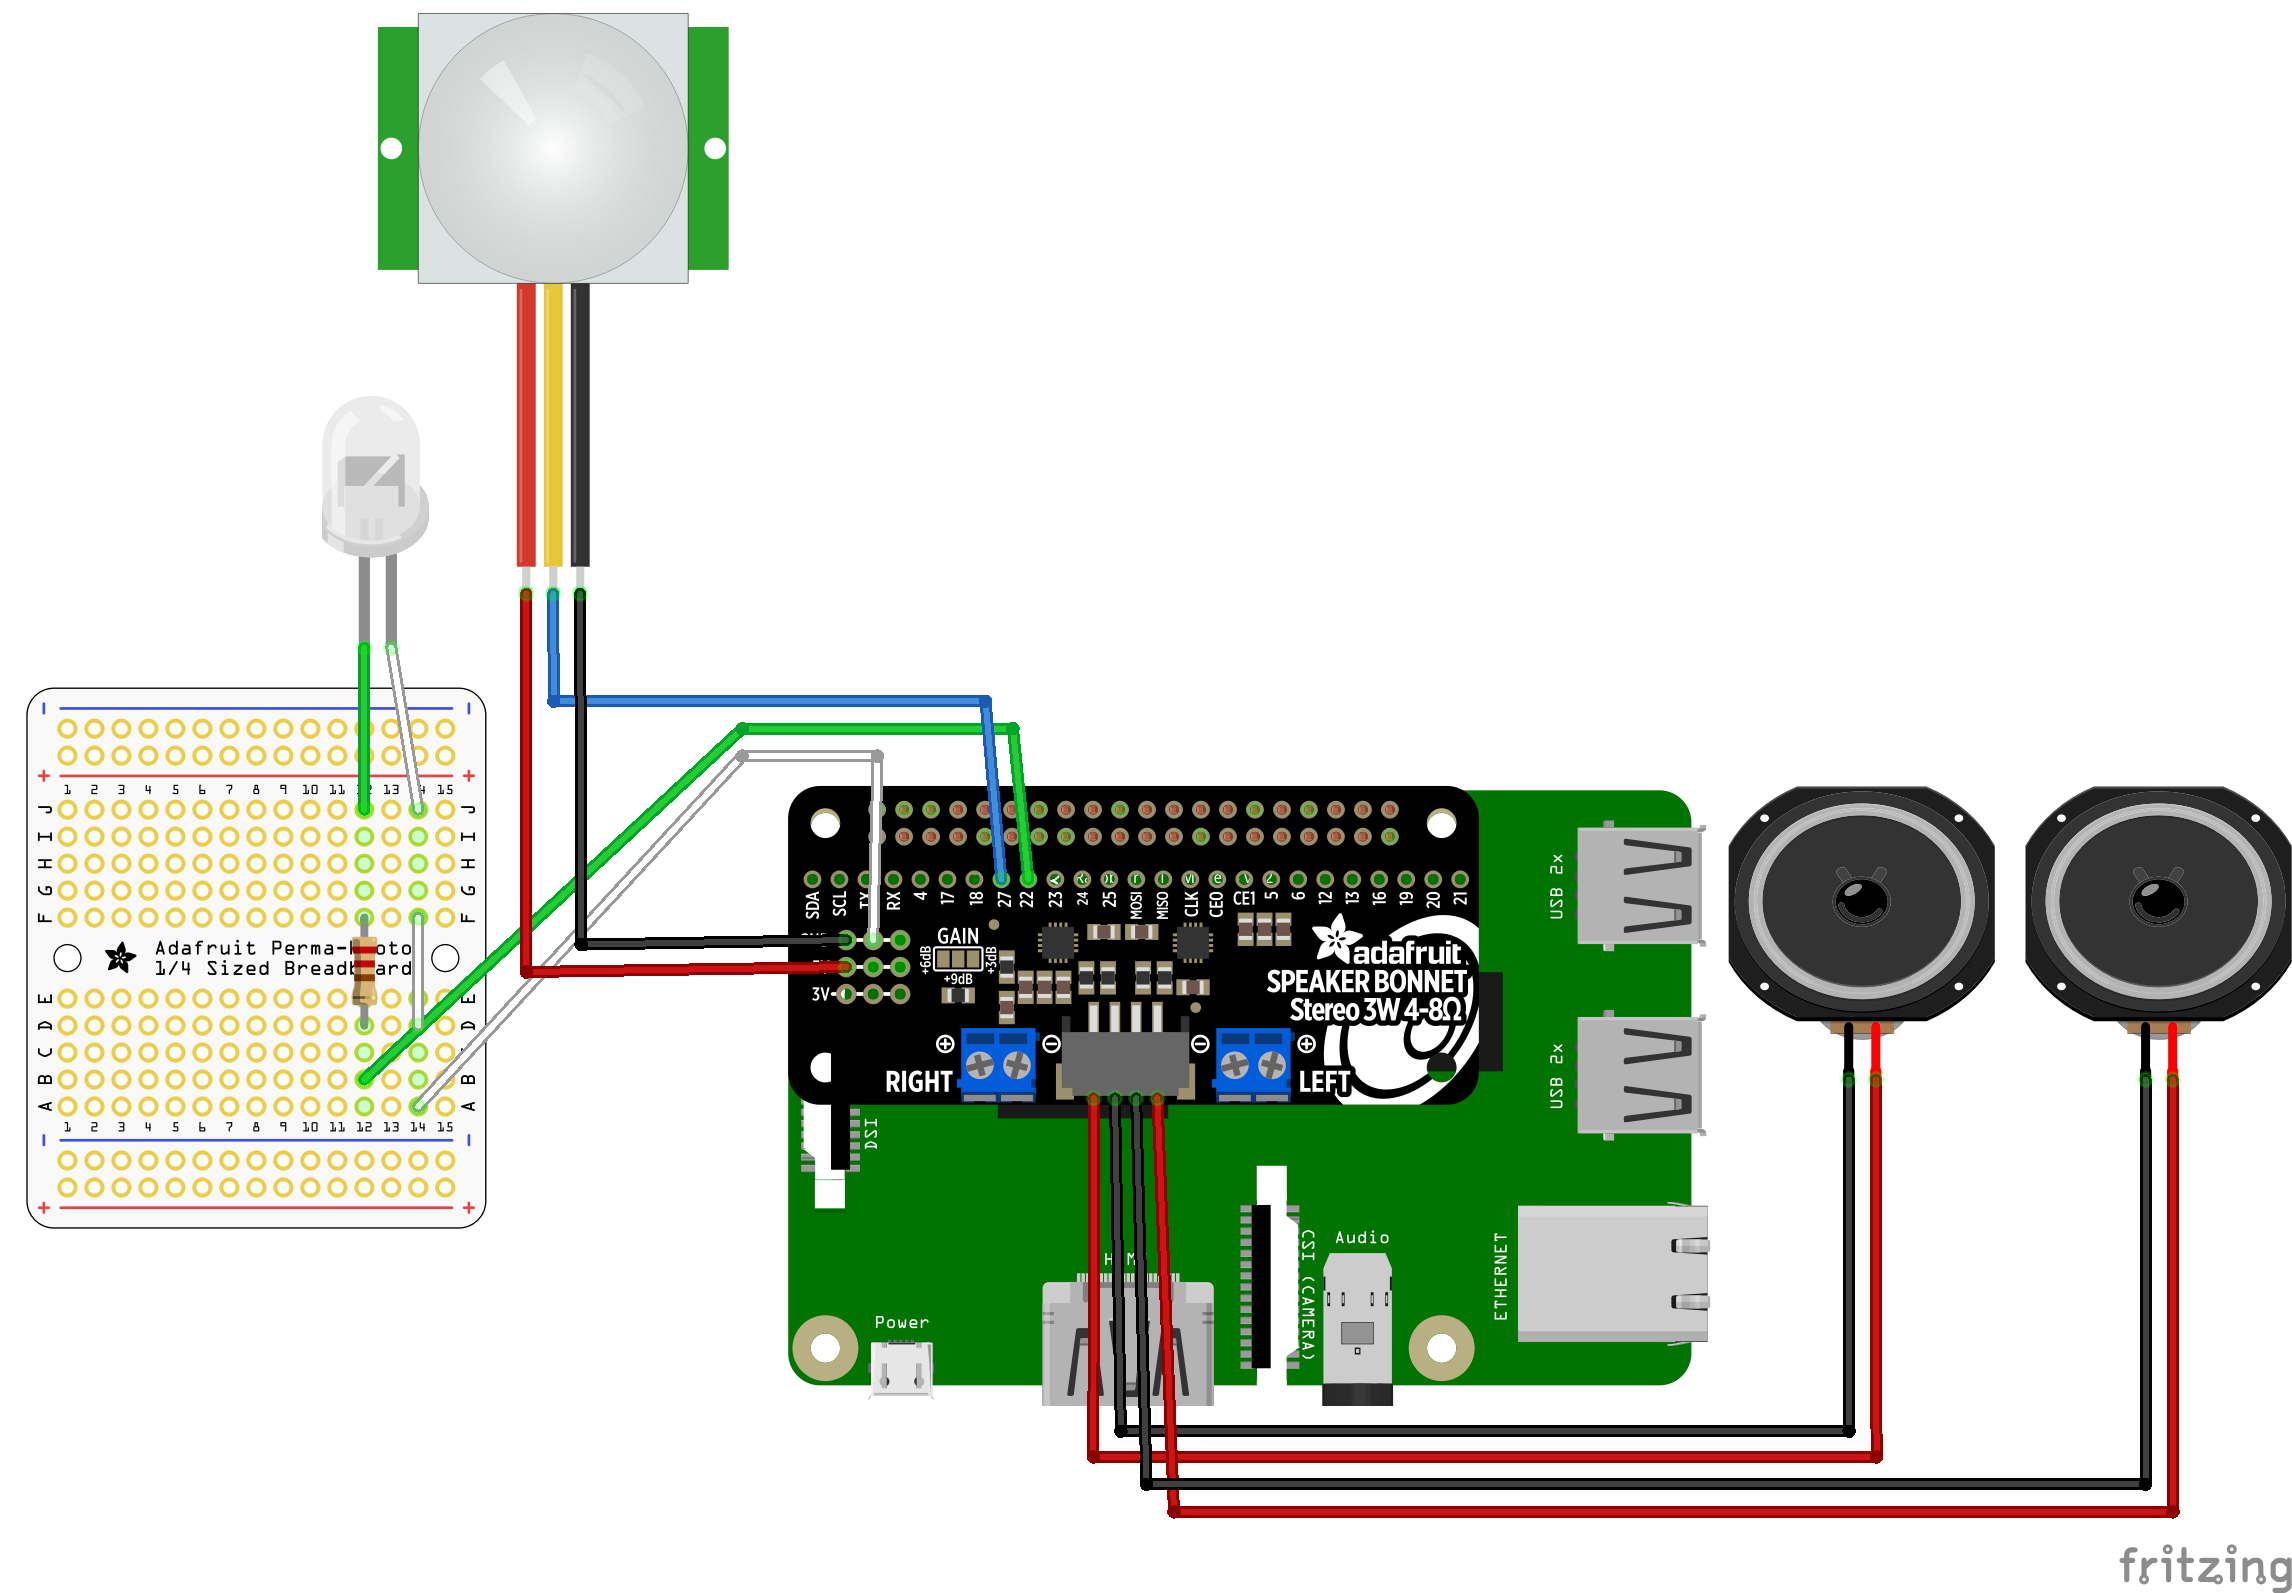 - -
+ +
1 2 3 4 5 6 7 8 9 10 11 13 15
J J
I I
H H
G G
F F
Adafruit Perma-
1/4 Sized Breadboard
E E
D D
C
B B
A A
1 2 3 4 5 6 7 8 9 10 11 12 13 14 15
- -
+ +
SDA SCL TX RX 4 17 18 27 22 23 24 25 MOSI MISO CLK CE0 CE1 5 6 12 13 16 19 20 21
3V
GAIN
+6dB
+9dB
+3dB
adafruit
SPEAKER BONNET
Stereo 3W 4-8Ω
RIGHT
LEFT
USB 2x
USB 2x
DSI
Power
CSI (CAMERA)
Audio
ETHERNET
fritzing